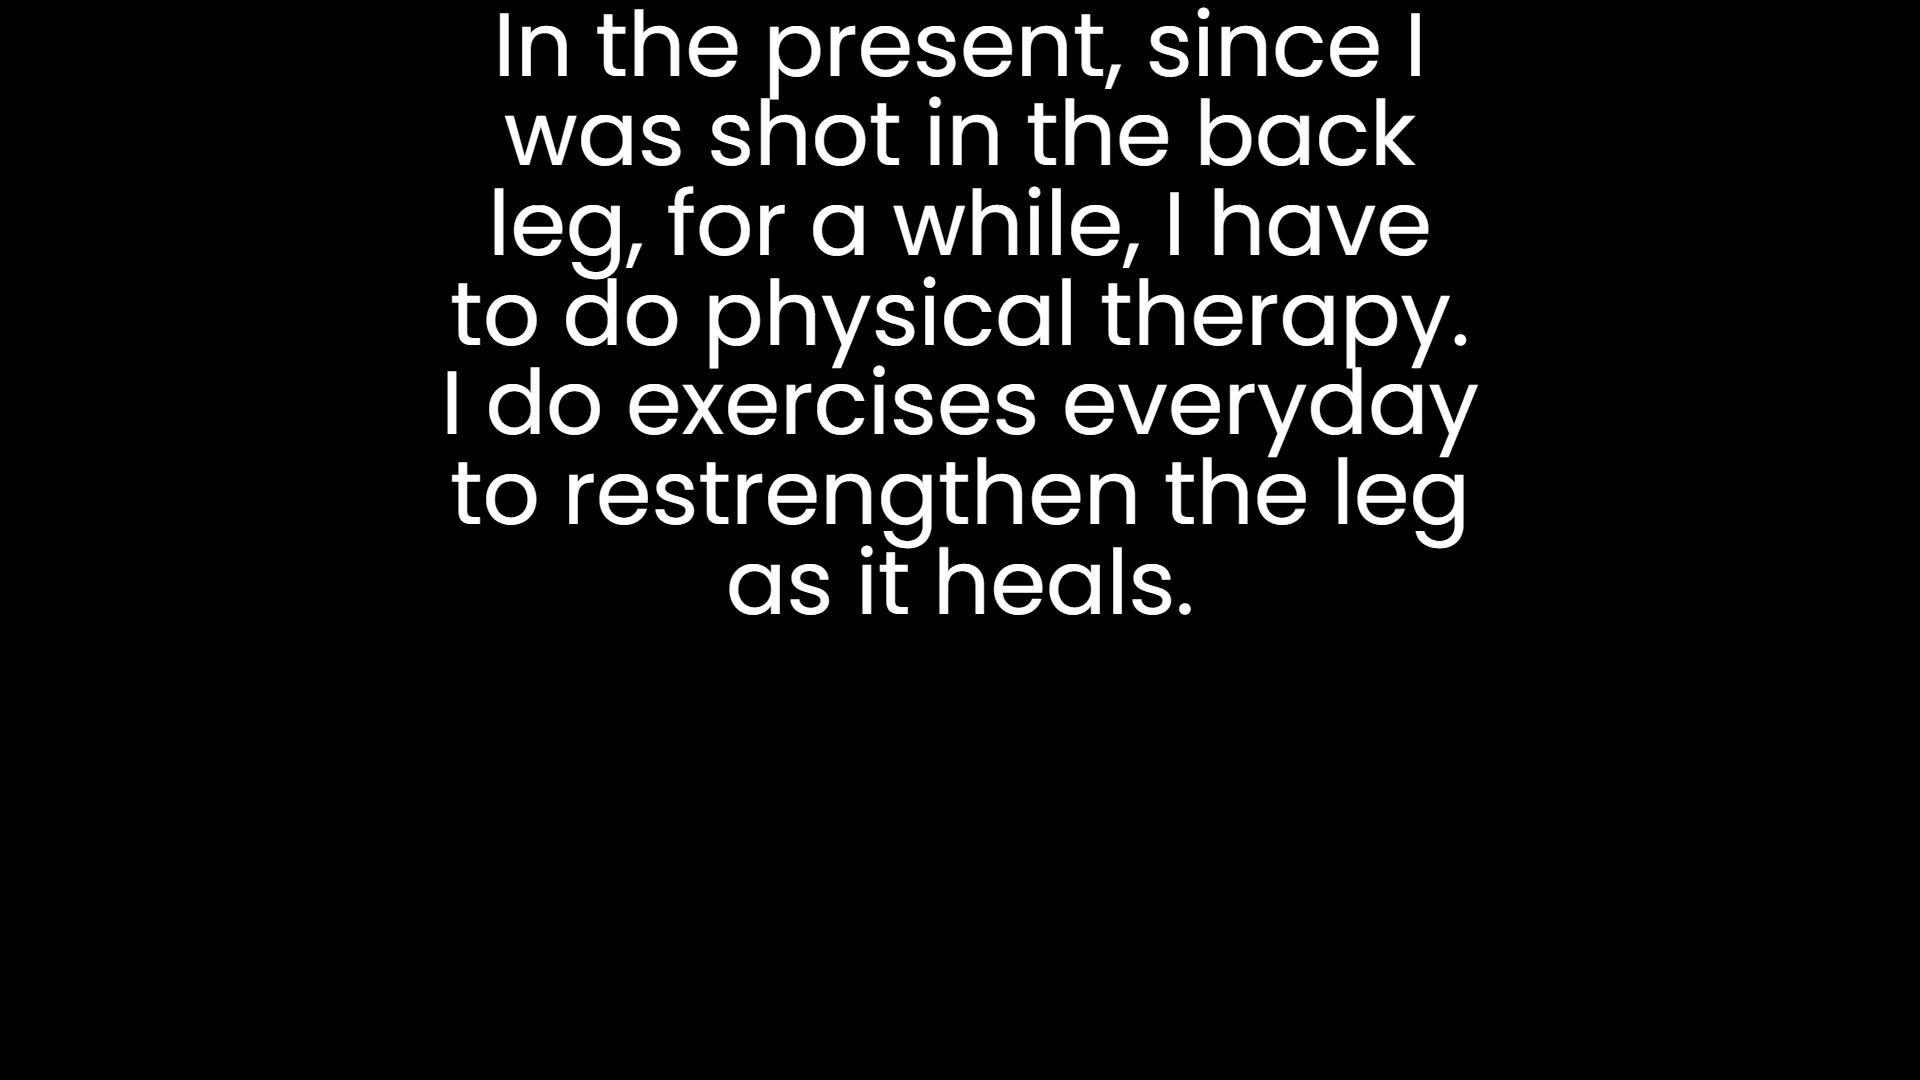 In the present, since I
was shot in the back
leg, for a while, I have
to do physical therapy.
I do exercises everyday
to restrengthen the leg
as it heals.